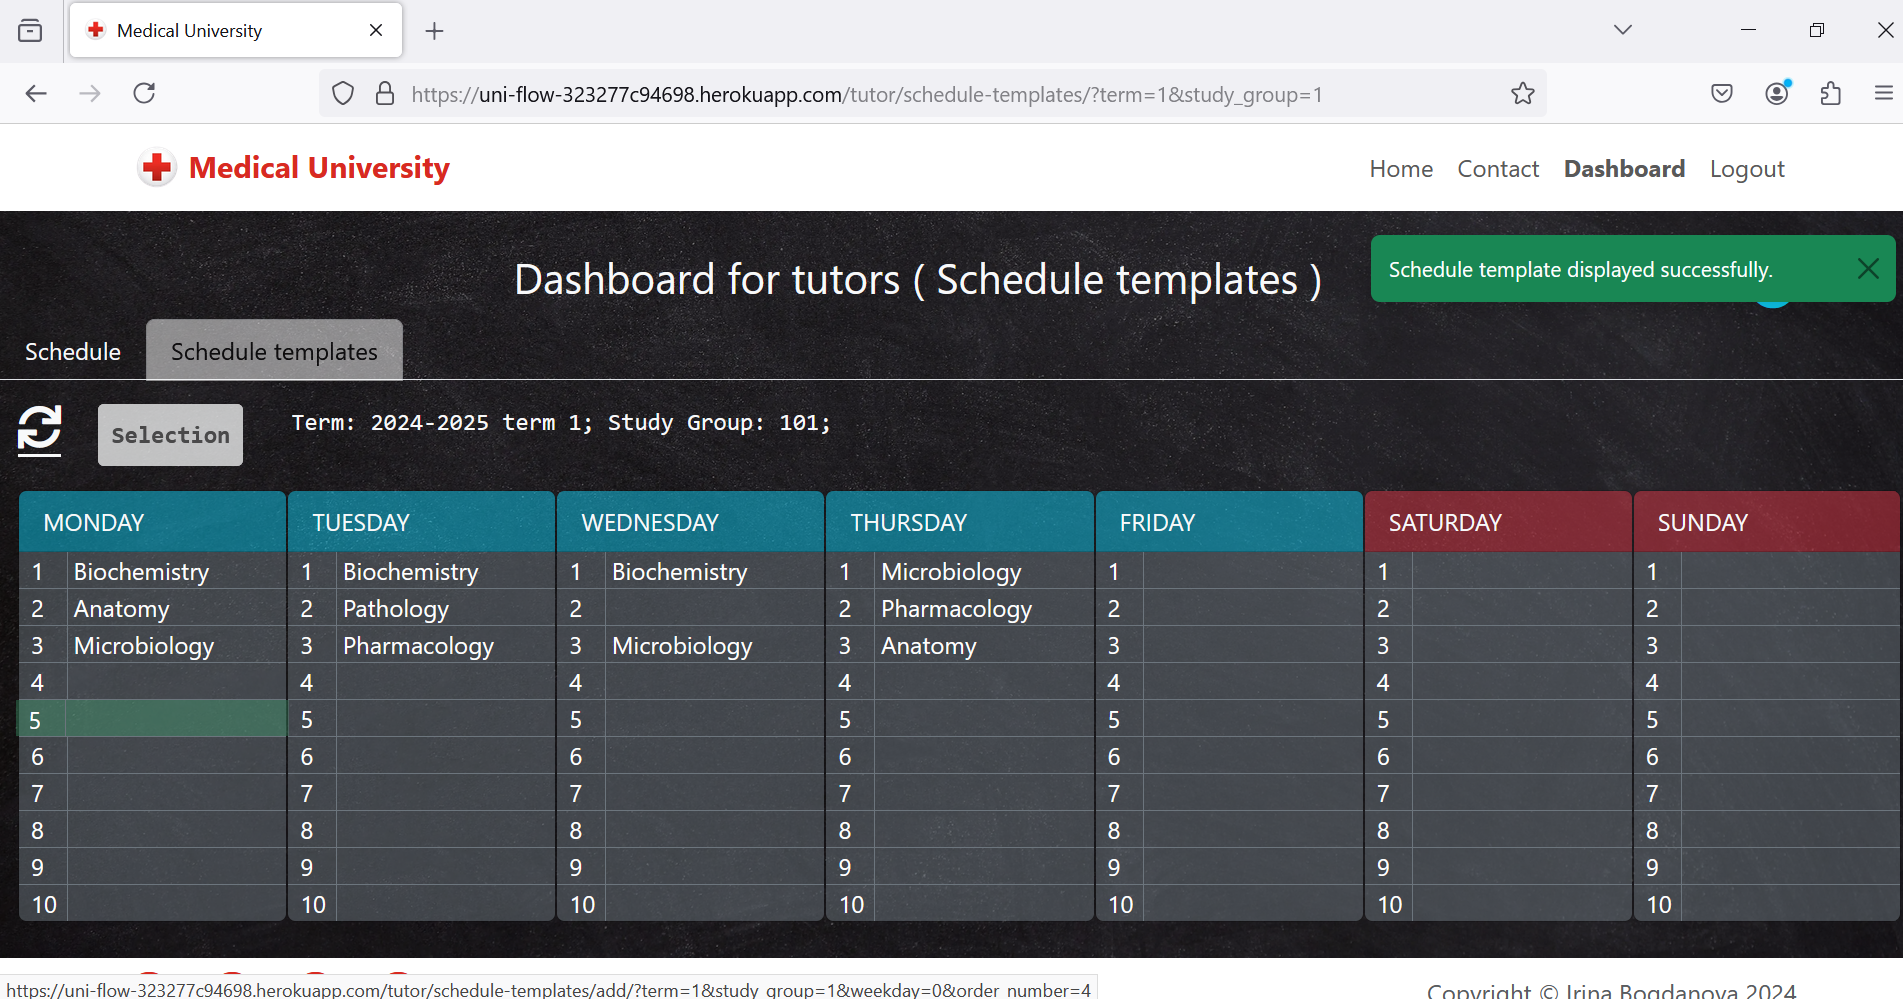 Medical University
https://uni-flow-323277c94698.herokuapp.com/tutor/schedule-templates/?term=1&study_group=1
Medical University
Home Contact Dashboard Logout
Dashboard for tutors ( Schedule templates )
Schedule template displayed successfully.
Schedule Schedule templates
Selection
Term: 2024-2025 term 1; Study Group: 101;
MONDAY TUESDAY WEDNESDAY THURSDAY FRIDAY SATURDAY SUNDAY
1 Biochemistry 1 Biochemistry 1 Biochemistry 1 Microbiology 1 1 1
2 Anatomy 2 Pathology 2 2 Pharmacology 2 2 2
3 Microbiology 3 Pharmacology 3 Microbiology 3 Anatomy 3 3 3
4 4 4 4 4 4 4
5 5 5 5 5 5 5
6 6 6 6 6 6 6
7 7 7 7 7 7 7
8 8 8 8 8 8 8
9 9 9 9 9 9 9
10 10 10 10 10 10 10
https://uni-flow-323277c94698.herokuapp.com/tutor/schedule-templates/add/?term=1&study_group=1&weekday=0&order_number=4
Copyright © Irina Bogdanova 2024